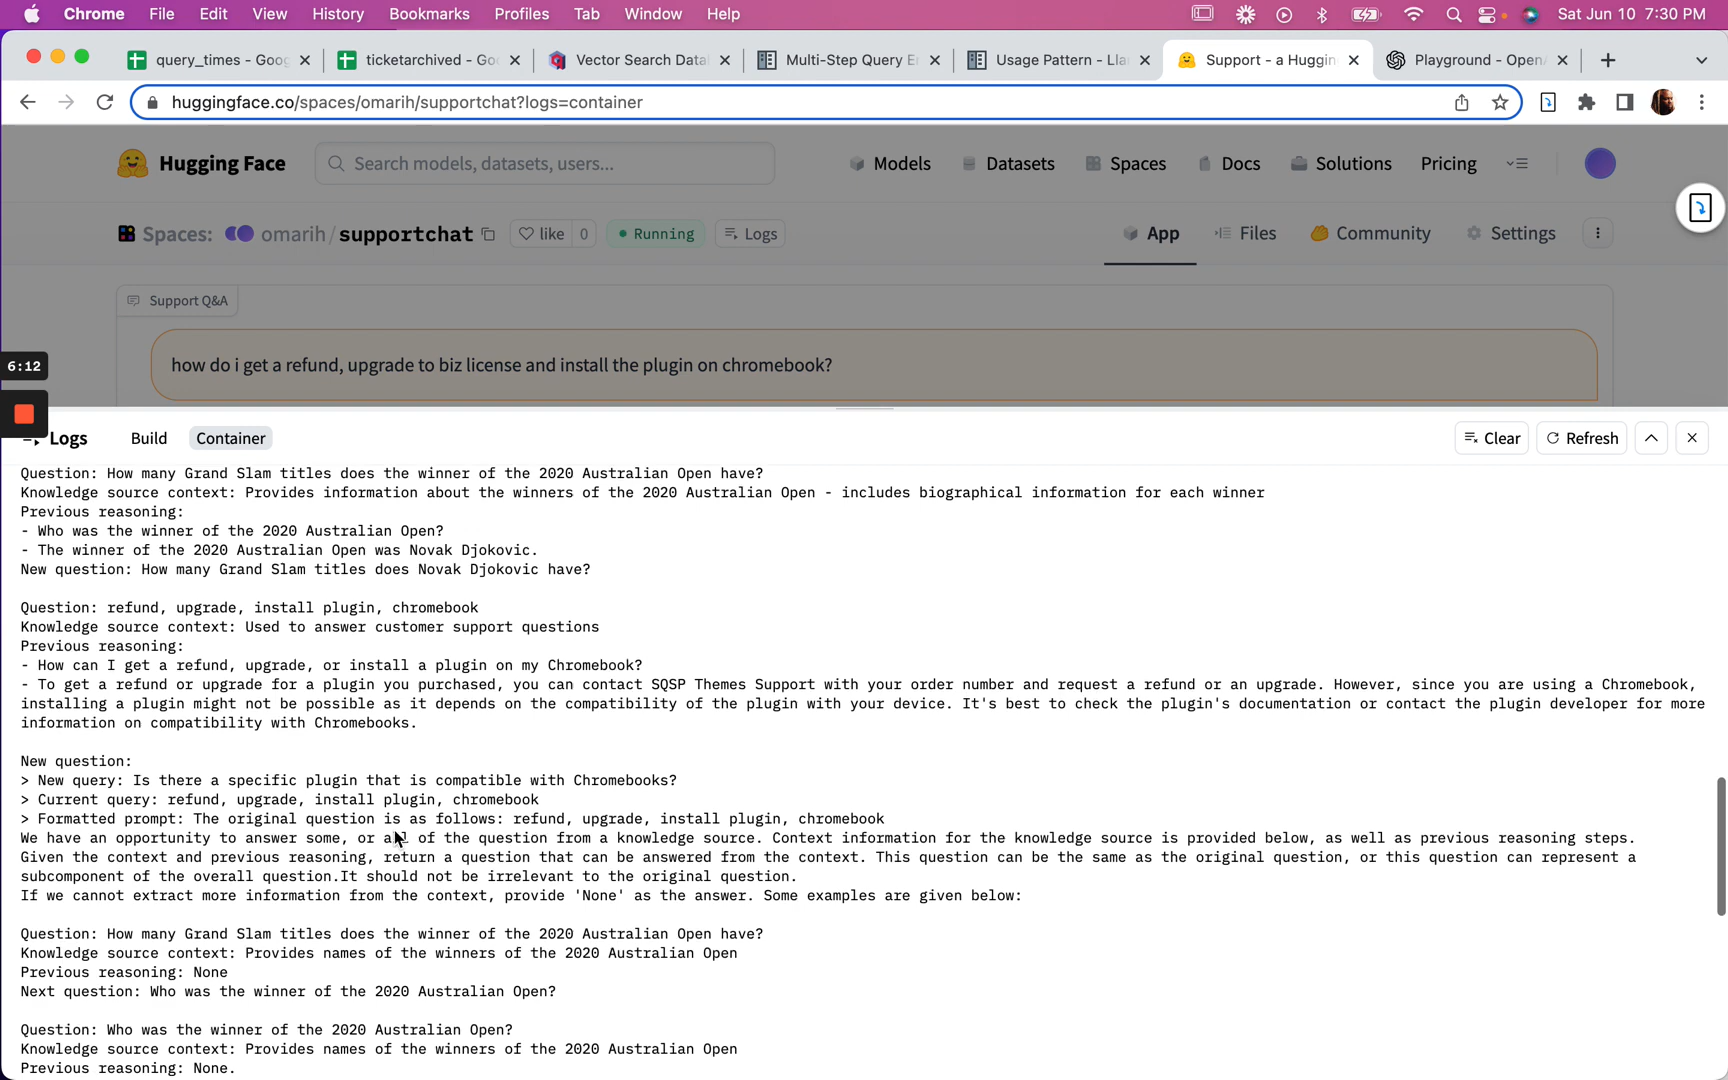 Chrome File Edit View History Bookmarks Profiles Tab Window Help Sat Jun 10 7:30 PM
query_times - Goog ticketarchived - Goo Vector Search Datal Multi-Step Query En Usage Pattern - Lla Support - a Huggin Playground - OpenA
huggingface.co/spaces/omarih/supportchat?logs=container
Hugging Face Search models, datasets, users... Models Datasets Spaces Docs Solutions Pricing
Spaces: omarih/supportchat like 0 Running Logs App Files Community Settings
Support Q&A
how do i get a refund, upgrade to biz license and install the plugin on chromebook?
6:12
Logs Build Container Clear Refresh
Question: How many Grand Slam titles does the winner of the 2020 Australian Open have?
Knowledge source context: Provides information about the winners of the 2020 Australian Open - includes biographical information for each winner
Previous reasoning:
- Who was the winner of the 2020 Australian Open?
- The winner of the 2020 Australian Open was Novak Djokovic.
New question: How many Grand Slam titles does Novak Djokovic have?
Question: refund, upgrade, install plugin, chromebook
Knowledge source context: Used to answer customer support questions
Previous reasoning:
- How can I get a refund, upgrade, or install a plugin on my Chromebook?
- To get a refund or upgrade for a plugin you purchased, you can contact SQSP Themes Support with your order number and request a refund or an upgrade. However, since you are using a Chromebook,
installing a plugin might not be possible as it depends on the compatibility of the plugin with your device. It's best to check the plugin's documentation or contact the plugin developer for more
information on compatibility with Chromebooks.
New question:
> New query: Is there a specific plugin that is compatible with Chromebooks?
> Current query: refund, upgrade, install plugin, chromebook
> Formatted prompt: The original question is as follows: refund, upgrade, install plugin, chromebook
We have an opportunity to answer some, or all of the question from a knowledge source. Context information for the knowledge source is provided below, as well as previous reasoning steps.
Given the context and previous reasoning, return a question that can be answered from the context. This question can be the same as the original question, or this question can represent a
subcomponent of the overall question.It should not be irrelevant to the original question.
If we cannot extract more information from the context, provide 'None' as the answer. Some examples are given below:
Question: How many Grand Slam titles does the winner of the 2020 Australian Open have?
Knowledge source context: Provides names of the winners of the 2020 Australian Open
Previous reasoning: None
Next question: Who was the winner of the 2020 Australian Open?
Question: Who was the winner of the 2020 Australian Open?
Knowledge source context: Provides names of the winners of the 2020 Australian Open
Previous reasoning: None.